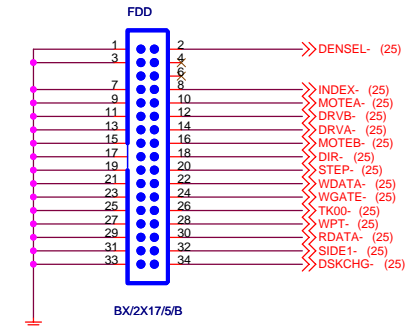 FDD
1 2 DENSEL- (25)
3 4
6
7 8 INDEX- (25)
9 10 MOTEA- (25)
11 12 DRVB- (25)
13 14 DRVA- (25)
15 16 MOTEB- (25)
17 18 DIR- (25)
19 20 STEP- (25)
21 22 WDATA- (25)
23 24 WGATE- (25)
25 26 TK00- (25)
27 28 WPT- (25)
29 30 RDATA- (25)
31 32 SIDE1- (25)
33 34 DSKCHG- (25)
BX/2X17/5/B